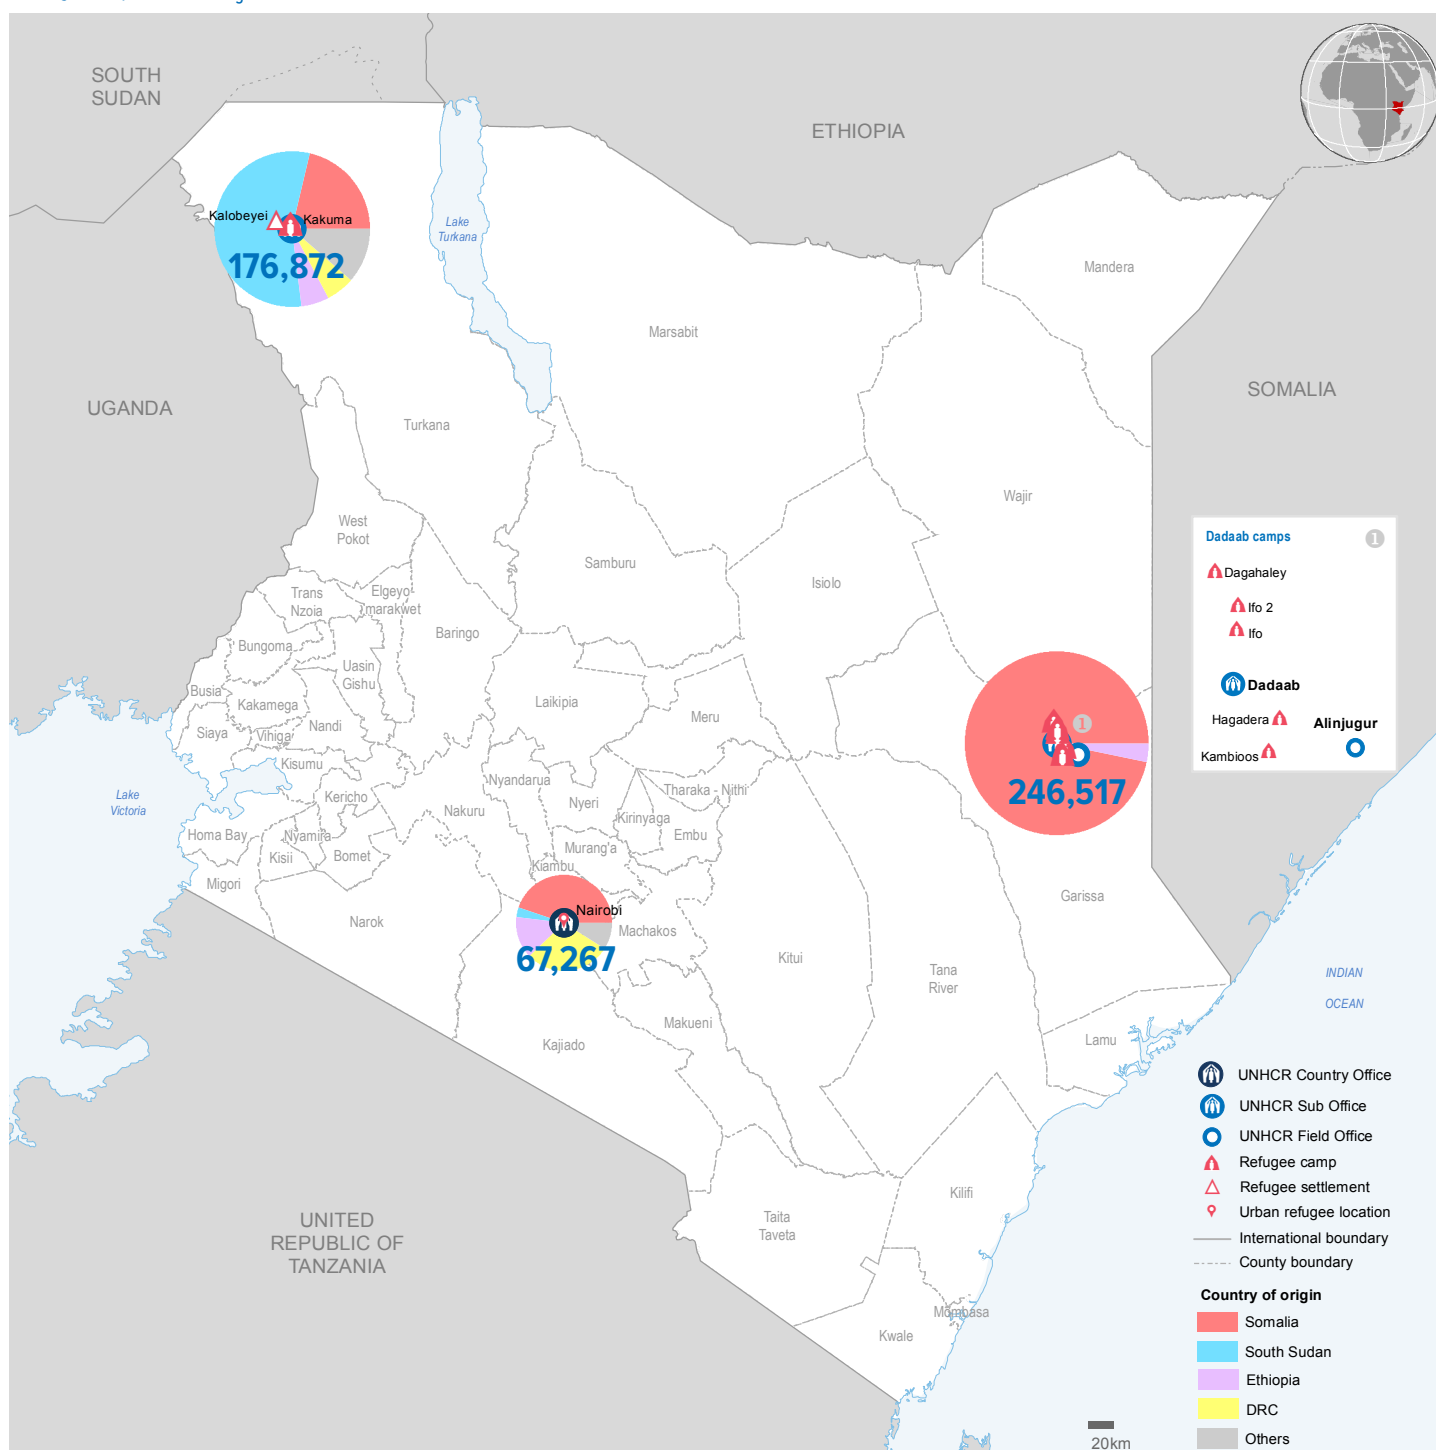 SOUTH
SUDAN
ETHIOPIA
Kalobeyei
Kakuma
176,872
Lake
Turkana
Mandera
Marsabit
SOMALIA
UGANDA
Turkana
Wajir
West
Pokot
Dadaab camps
1
Dagahaley
Ifo 2
Ifo
Dadaab
Hagadera
Alinjugur
Kambioos
Samburu
Isiolo
Trans
Nzoia
Elgeyo-
marakwet
Baringo
Bungoma
Uasin
Gishu
Busia
Kakamega
Laikipia
Meru
Siaya
Vihiga
Nandi
1
246,517
Kisumu
Nyandarua
Tharaka - Nithi
Lake
Victoria
Kericho
Nakuru
Nyeri
Kirinyaga
Embu
Homa Bay
Nyamira
Kisii
Bomet
Murang'a
Kiambu
Migori
Narok
Nairobi
Machakos
67,267
Garissa
Kitui
Tana
River
INDIAN
OCEAN
Makueni
Kajiado
Lamu
UNHCR Country Office
UNHCR Sub Office
UNHCR Field Office
Refugee camp
Refugee settlement
Urban refugee location
International boundary
County boundary
Kilifi
Taita
Taveta
UNITED
REPUBLIC OF
TANZANIA
Mombasa
Kwale
Country of origin
Somalia
South Sudan
Ethiopia
DRC
Others
20km